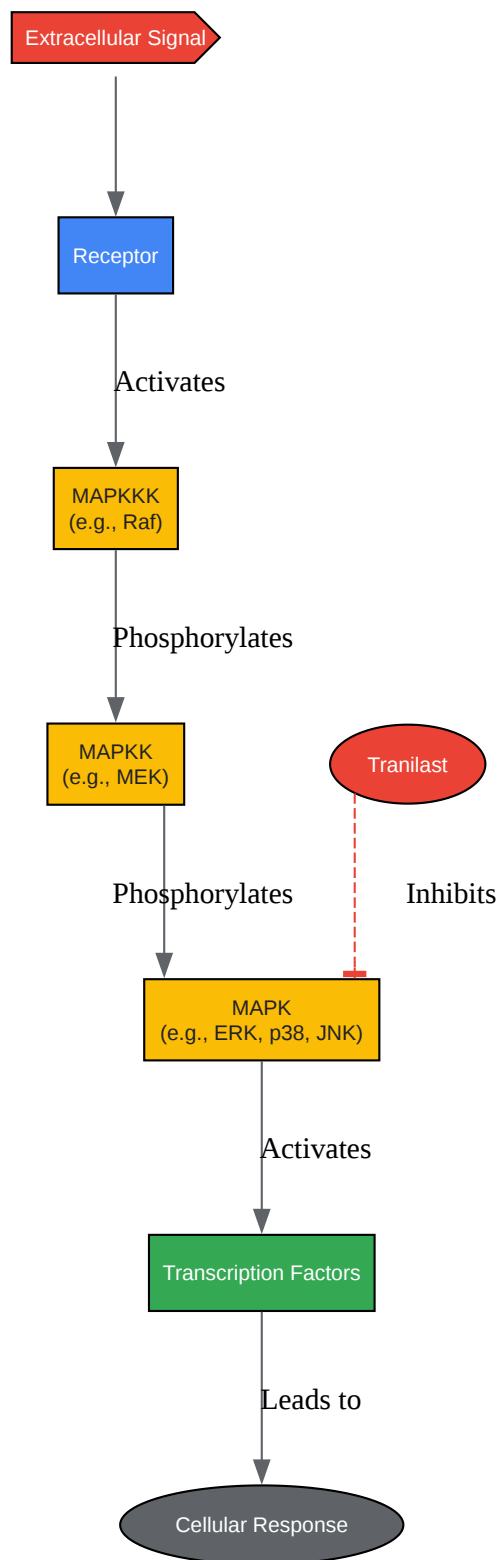 Extracellular Signal
Receptor
Activates
MAPKKK
(e.g., Raf)
Phosphorylates
MAPKK
(e.g., MEK)
Tranilast
Phosphorylates
Inhibits
MAPK
(e.g., ERK, p38, JNK)
Activates
Transcription Factors
Leads to
Cellular Response